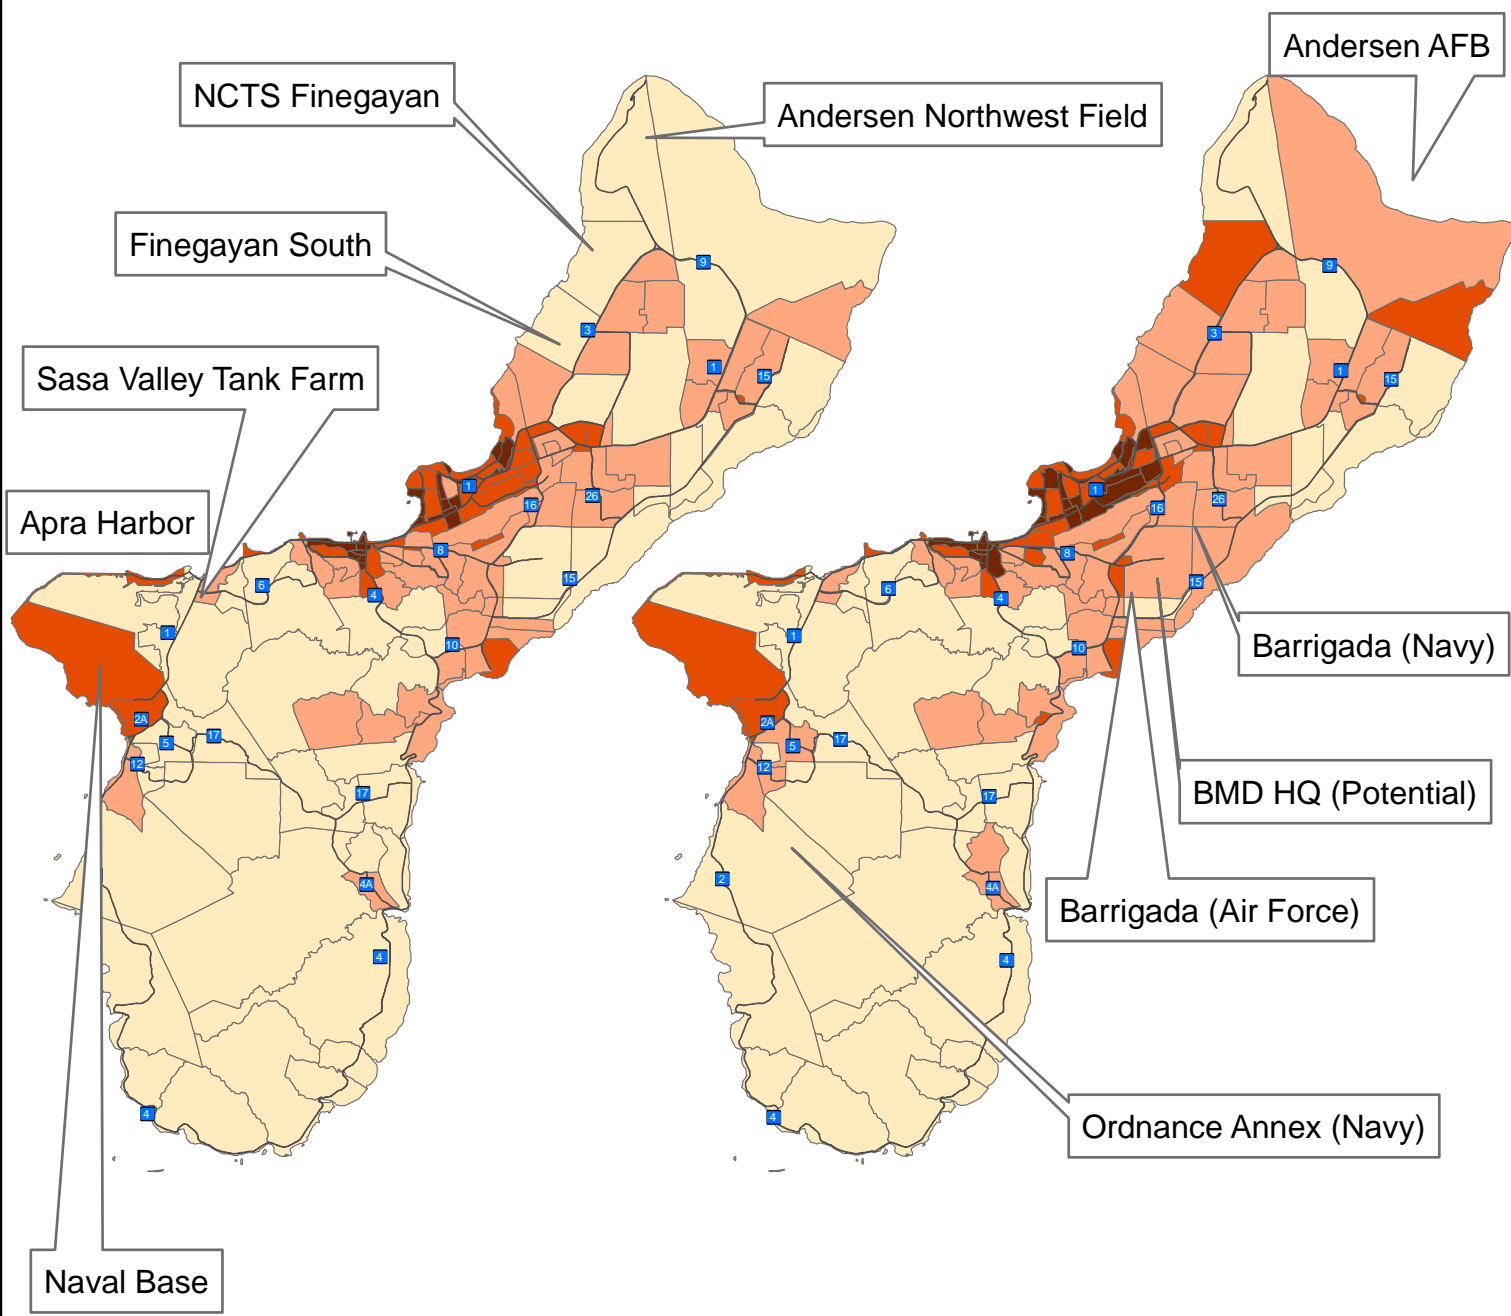 Andersen AFB
NCTS Finegayan
Andersen Northwest Field
Finegayan South
9
9
3
3
Sasa Valley Tank Farm
1
15
1
15
1
1
Apra Harbor
16
26
16
26
8
8
6
15
6
15
4
4
1
1
10
10
Barrigada (Navy)
2A
5
17
2A
5
17
12
12
17
17
BMD HQ (Potential)
4A
2
4A
Barrigada (Air Force)
4
4
4
4
Ordnance Annex (Navy)
Naval Base